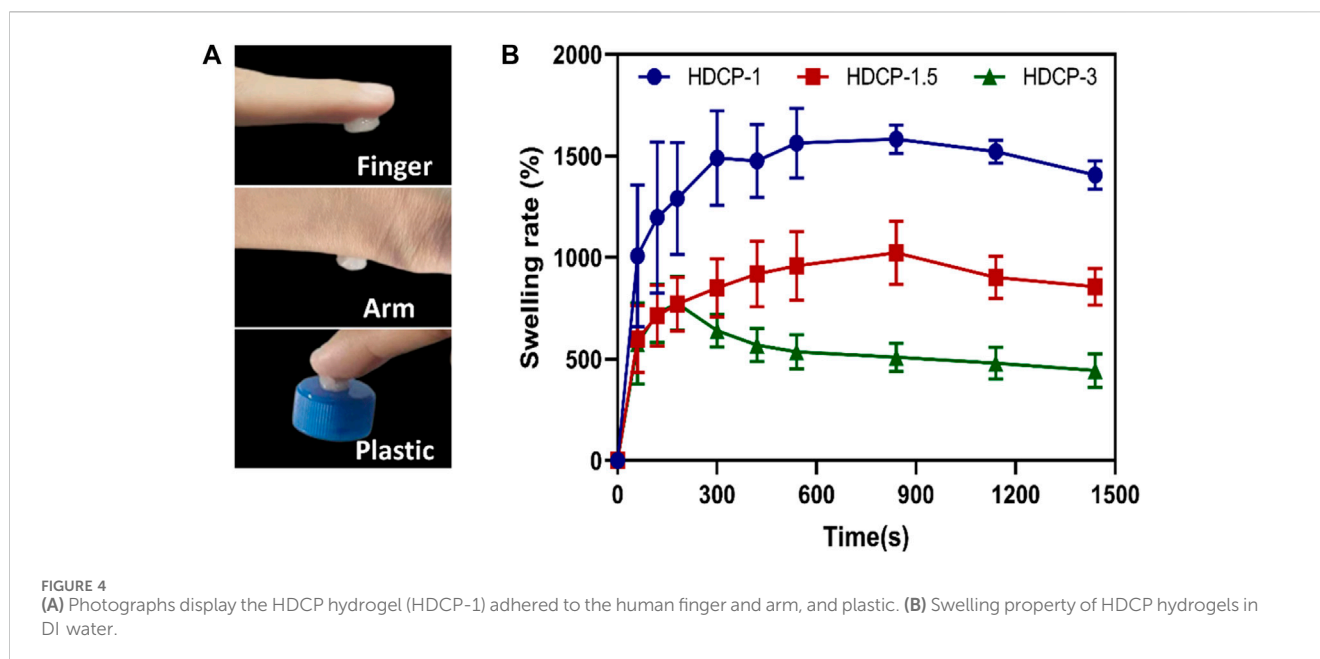 A
Finger
Arm
Plastic
B
2000
1500
1000
500
0
Swelling rate (%)
HDCP-1 HDCP-1.5 HDCP-3
0 300 600 900 1200 1500
Time(s)
FIGURE 4
(A) Photographs display the HDCP hydrogel (HDCP-1) adhered to the human finger and arm, and plastic. (B) Swelling property of HDCP hydrogels in
DI water.